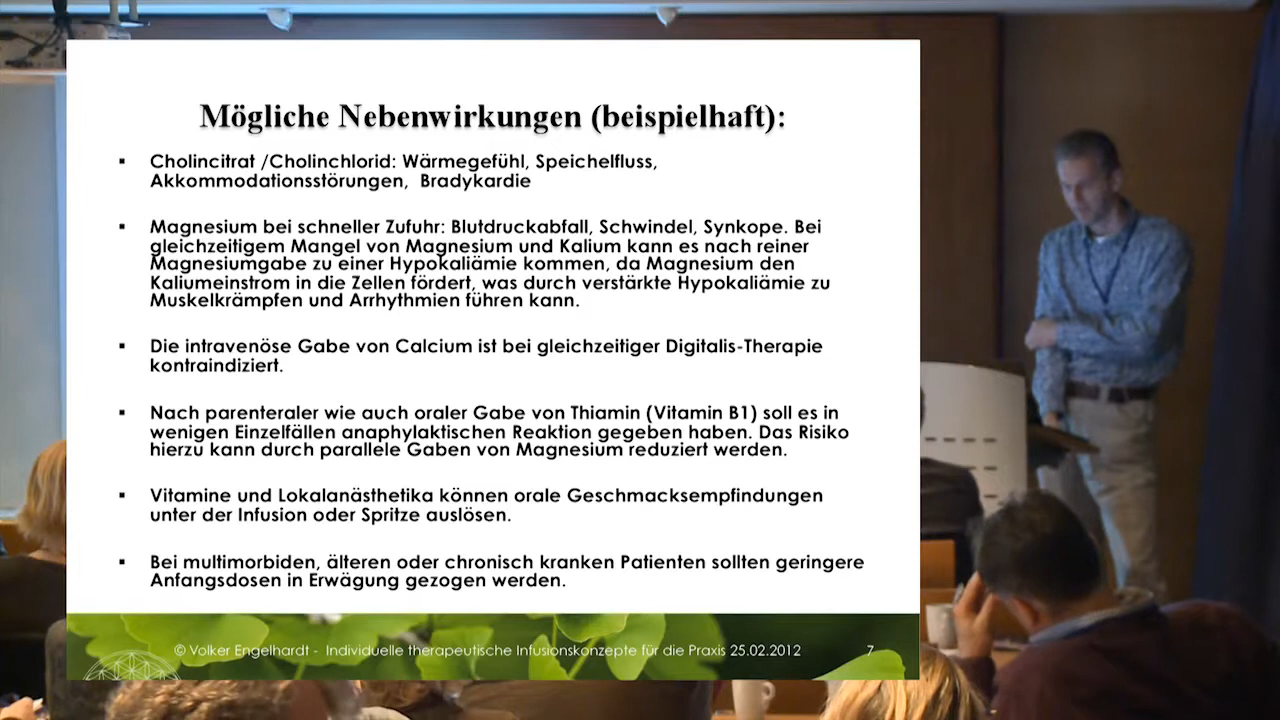 Mögliche Nebenwirkungen (beispielhaft):
▪ Cholincitrat /Cholinchlorid: Wärmegefühl, Speichelfluss,
Akkommodationsstörungen, Bradykardie
▪ Magnesium bei schneller Zufuhr: Blutdruckabfall, Schwindel, Synkope. Bei
gleichzeitigem Mangel von Magnesium und Kalium kann es nach reiner
Magnesiumgabe zu einer Hypokaliämie kommen, da Magnesium den
Kaliumeinstrom in die Zellen fördert, was durch verstärkte Hypokaliämie zu
Muskelkrämpfen und Arrhythmien führen kann.
▪ Die intravenöse Gabe von Calcium ist bei gleichzeitiger Digitalis-Therapie
kontraindiziert.
▪ Nach parenteraler wie auch oraler Gabe von Thiamin (Vitamin B1) soll es in
wenigen Einzelfällen anaphylaktischen Reaktion gegeben haben. Das Risiko
hierzu kann durch parallele Gaben von Magnesium reduziert werden.
▪ Vitamine und Lokalanästhetika können orale Geschmacksempfindungen
unter der Infusion oder Spritze auslösen.
▪ Bei multimorbiden, älteren oder chronisch kranken Patienten sollten geringere
Anfangsdosen in Erwägung gezogen werden.
© Volker Engelhardt - Individuelle therapeutische Infusionskonzepte für die Praxis 25.02.2012 7